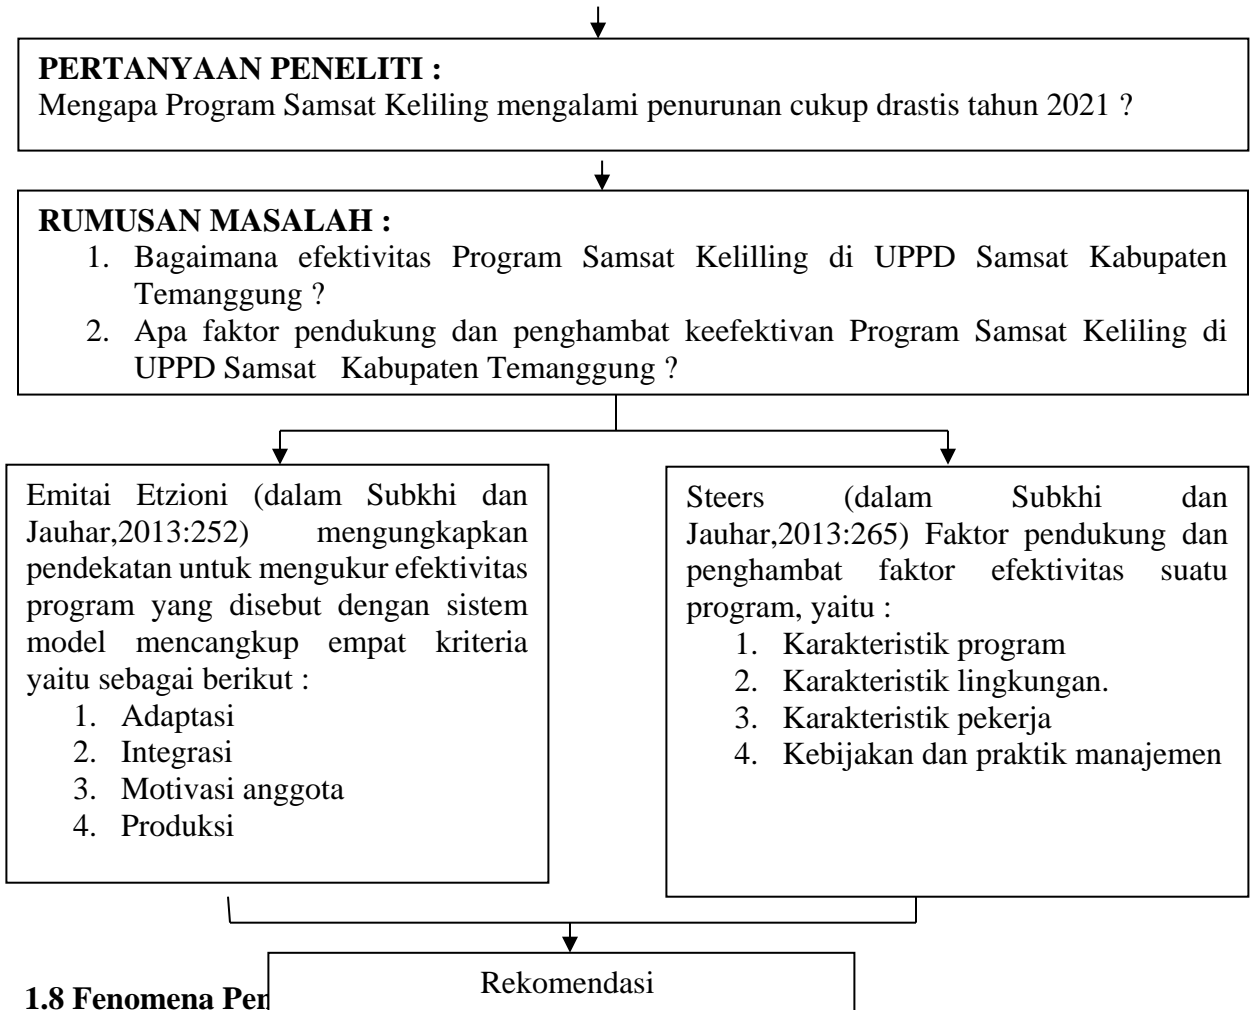 PERTANYAAN PENELITI :
Mengapa Program Samsat Keliling mengalami penurunan cukup drastis tahun 2021 ?
RUMUSAN MASALAH :
1. Bagaimana efektivitas Program Samsat Kelilling di UPPD Samsat Kabupaten
Temanggung ?
2. Apa faktor pendukung dan penghambat keefektivan Program Samsat Keliling di
UPPD Samsat Kabupaten Temanggung ?
Emitai Etzioni (dalam Subkhi dan
Jauhar,2013:252) mengungkapkan
pendekatan untuk mengukur efektivitas
program yang disebut dengan sistem
model mencangkup empat kriteria
yaitu sebagai berikut :
1. Adaptasi
2. Integrasi
3. Motivasi anggota
4. Produksi
Steers (dalam Subkhi dan
Jauhar,2013:265) Faktor pendukung dan
penghambat faktor efektivitas suatu
program, yaitu :
1. Karakteristik program
2. Karakteristik lingkungan.
3. Karakteristik pekerja
4. Kebijakan dan praktik manajemen
Rekomendasi
1.8 Fenomena